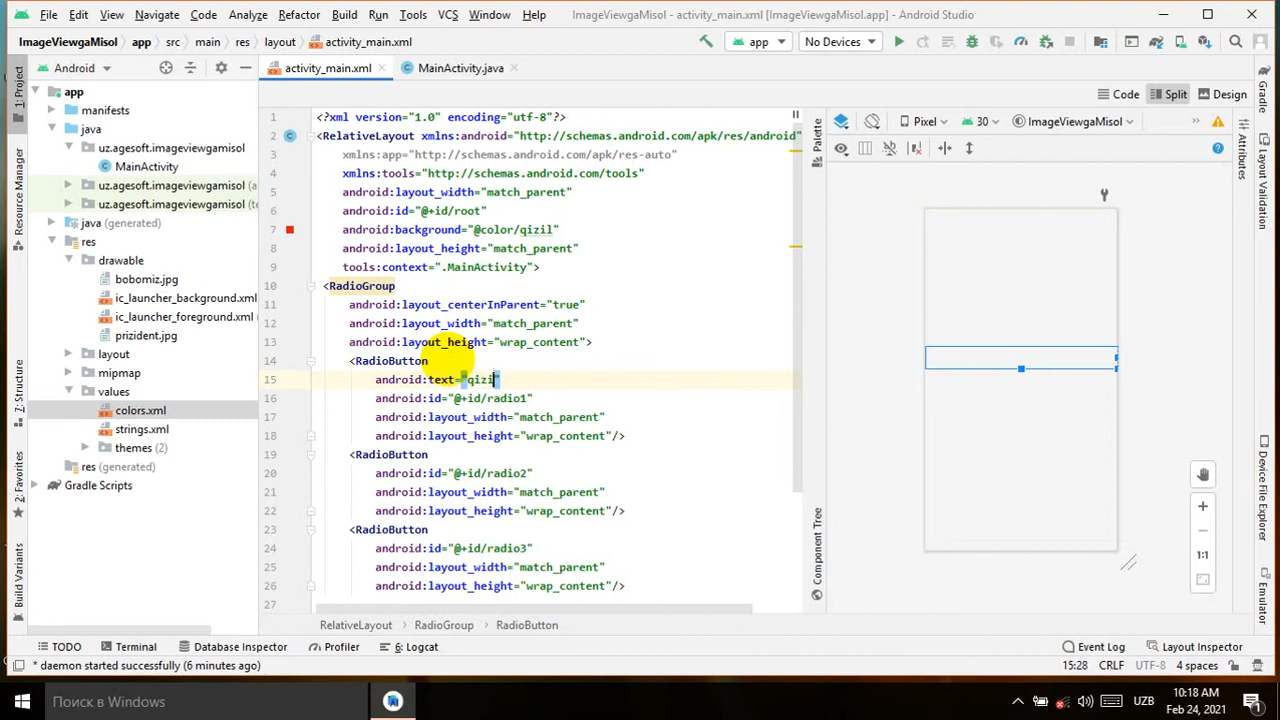 File Edit View Navigate Code Analyze Refactor Build Run Tools VCS Window Help ImageViewgaMisol - activity_main.xml [ImageViewgaMisol.app] - Android Studio
ImageViewgaMisol app src main res layout activity_main.xml app No Devices
Android
activity_main.xml MainActivity.java
Code Split Design
Pixel 30 ImageViewgaMisol
1: Project
Resource Manager
Z: Structure
2: Favorites
Build Variants
app
manifests
java
uz.agesoft.imageviewgamisol
MainActivity
uz.agesoft.imageviewgamisol (a
uz.agesoft.imageviewgamisol (te
java (generated)
res
drawable
bobomiz.jpg
ic_launcher_background.xml
ic_launcher_foreground.xml
prizident.jpg
layout
mipmap
values
colors.xml
strings.xml
themes (2)
res (generated)
Gradle Scripts
1 <?xml version="1.0" encoding="utf-8"?>
2 <RelativeLayout xmlns:android="http://schemas.android.com/apk/res/android"
3 xmlns:app="http://schemas.android.com/apk/res-auto"
4 xmlns:tools="http://schemas.android.com/tools"
5 android:layout_width="match_parent"
6 android:id="@+id/root"
7 android:background="@color/qizil"
8 android:layout_height="match_parent"
9 tools:context=".MainActivity">
10 <RadioGroup
11 android:layout_centerInParent="true"
12 android:layout_width="match_parent"
13 android:layout_height="wrap_content">
14 <RadioButton
15 android:text="qizi"
16 android:id="@+id/radio1"
17 android:layout_width="match_parent"
18 android:layout_height="wrap_content"/>
19 <RadioButton
20 android:id="@+id/radio2"
21 android:layout_width="match_parent"
22 android:layout_height="wrap_content"/>
23 <RadioButton
24 android:id="@+id/radio3"
25 android:layout_width="match_parent"
26 android:layout_height="wrap_content"/>
27
RelativeLayout RadioGroup RadioButton
Palette
Component Tree
1:1
Attributes
Gradle
Layout Validation
Device File Explorer
Emulator
TODO Terminal Database Inspector Profiler 6: Logcat Event Log Layout Inspector
* daemon started successfully (6 minutes ago) 15:28 CRLF UTF-8 4 spaces
Поиск в Windows UZB 10:18 AM
Feb 24, 2021
1